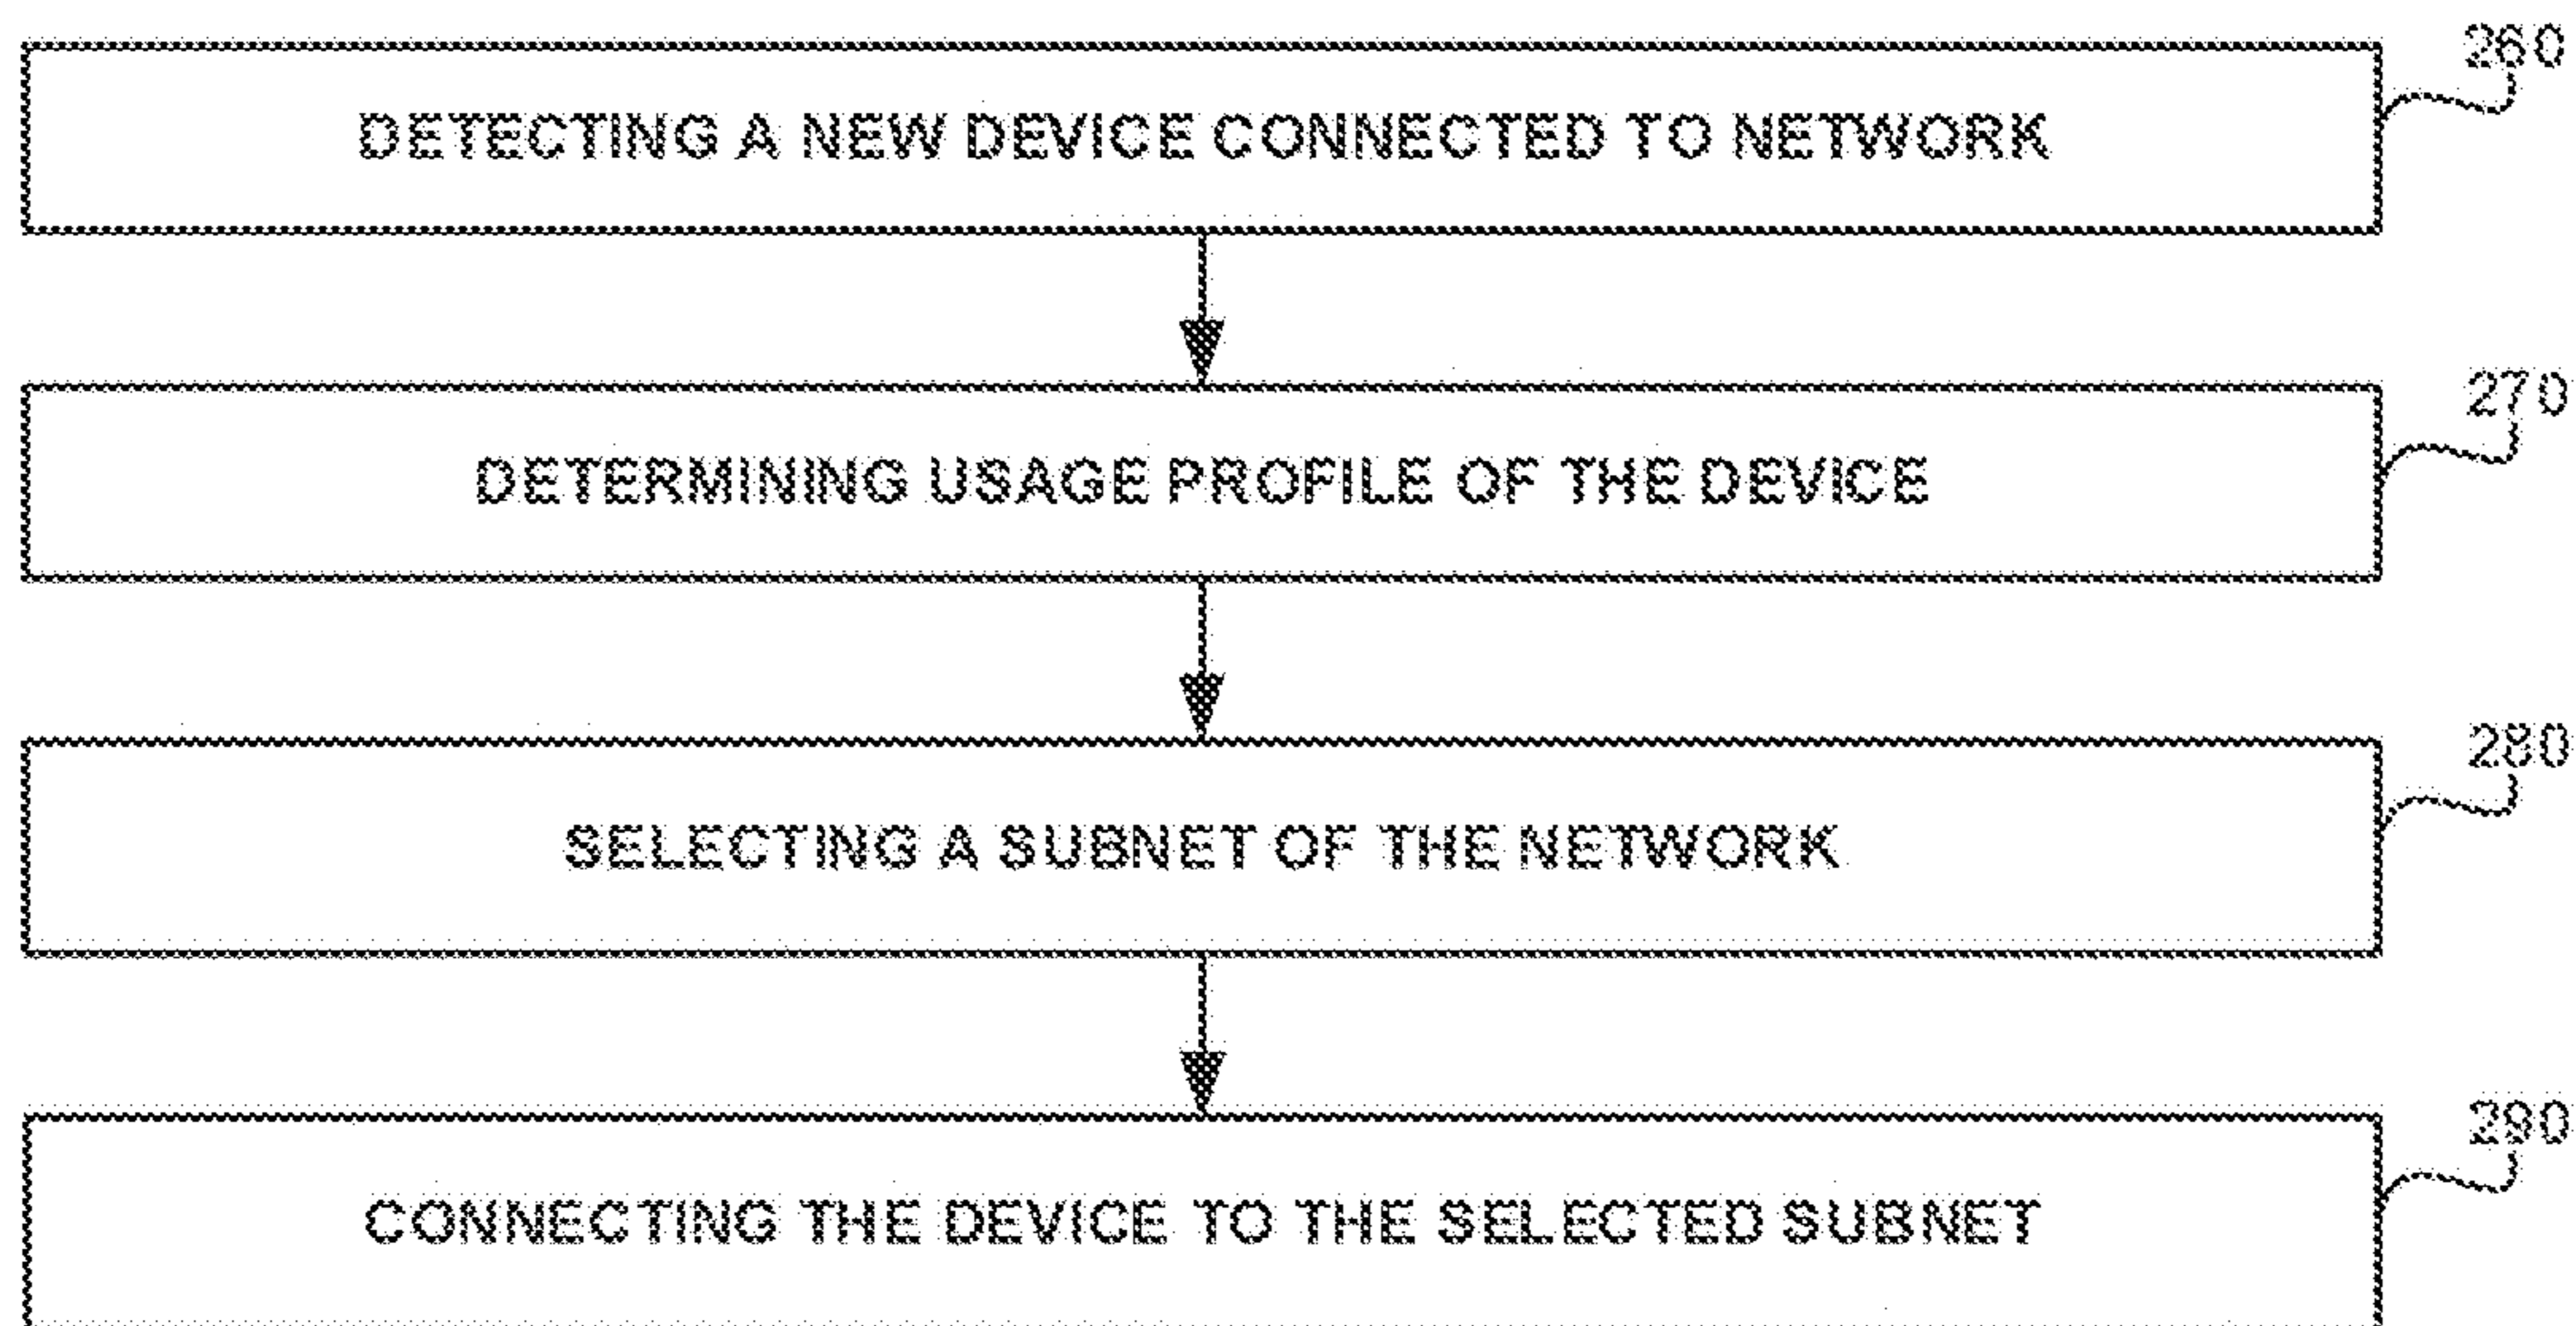 260
DETECTING A NEW DEVICE CONNECTED TO NETWORK
270
DETERMINING USAGE PROFILE OF THE DEVICE
280
SELECTING A SUBNET OF THE NETWORK
290
CONNECTING THE DEVICE TO THE SELECTED SUBNET